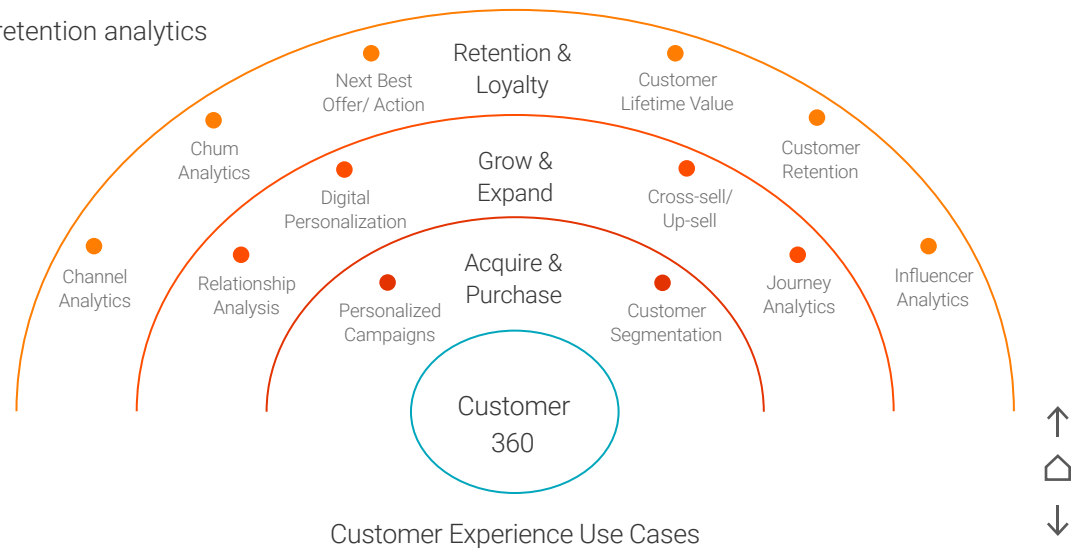 retention analytics
Retention &
Loyalty
Next Best
Offer/ Action
Customer
Lifetime Value
Chum
Analytics
Customer
Retention
Grow &
Expand
Digital
Personalization
Cross-sell/
Up-sell
Channel
Analytics
Relationship
Analysis
Acquire &
Purchase
Journey
Analytics
Influencer
Analytics
Personalized
Campaigns
Customer
Segmentation
Customer
360
Customer Experience Use Cases